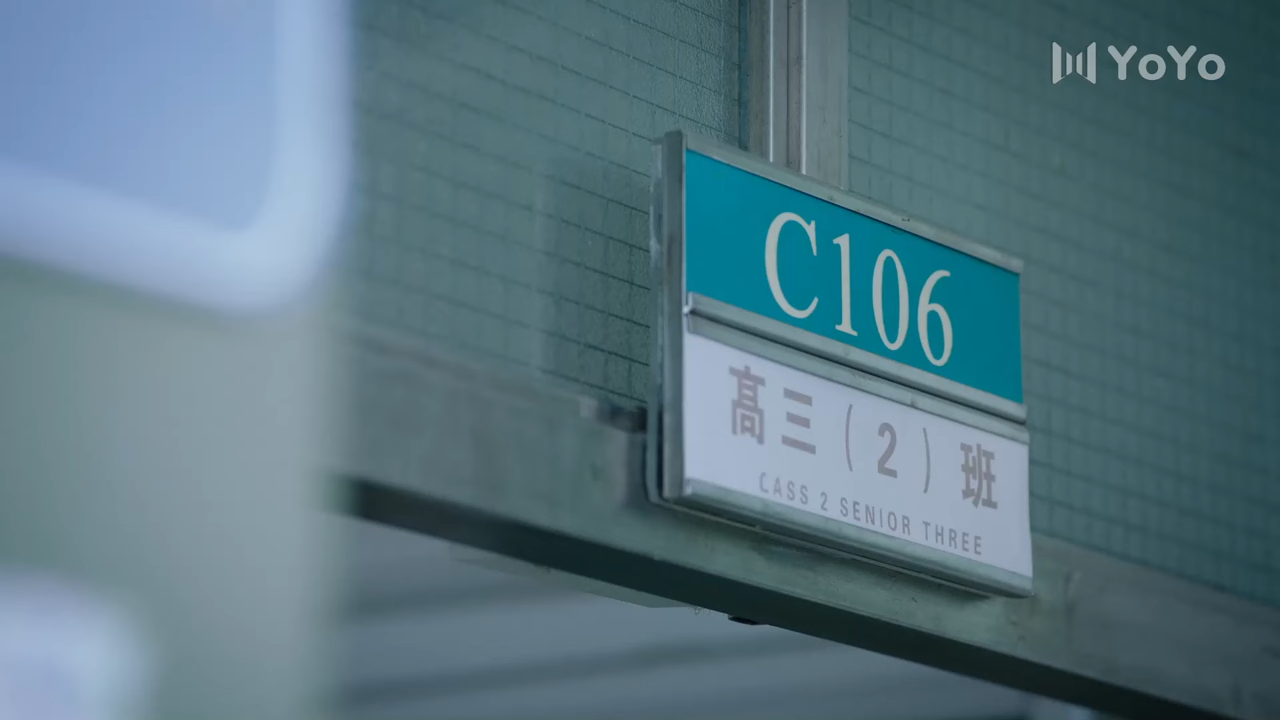 YoYo
C106
高三（2）班
CASS 2 SENIOR THREE